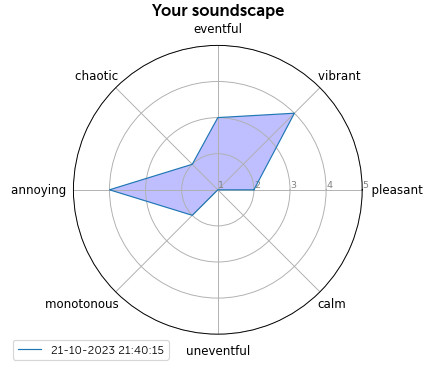 Your soundscape
eventful
chaotic
vibrant
annoying
1 2 3 4 5
pleasant
monotonous
calm
uneventful
21-10-2023 21:40:15